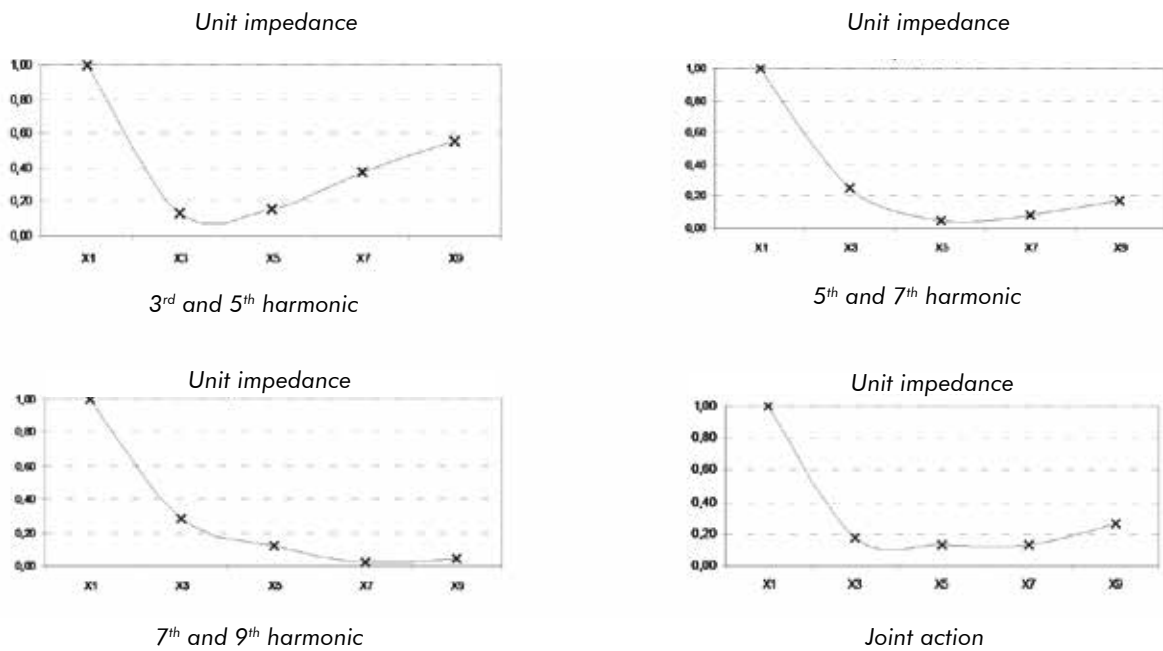 Unit impedance
1,00
0,80
0,60
0,40
0,20
0,00
X1 X3 X5 X7 X9
3rd and 5th harmonic
Unit impedance
1,00
0,80
0,60
0,40
0,20
0,00
X1 X3 X5 X7 X9
5th and 7th harmonic
Unit impedance
1,00
0,80
0,60
0,40
0,20
0,00
X1 X3 X5 X7 X9
7th and 9th harmonic
Unit impedance
1,00
0,80
0,60
0,40
0,20
0,00
X1 X3 X5 X7 X9
Joint action